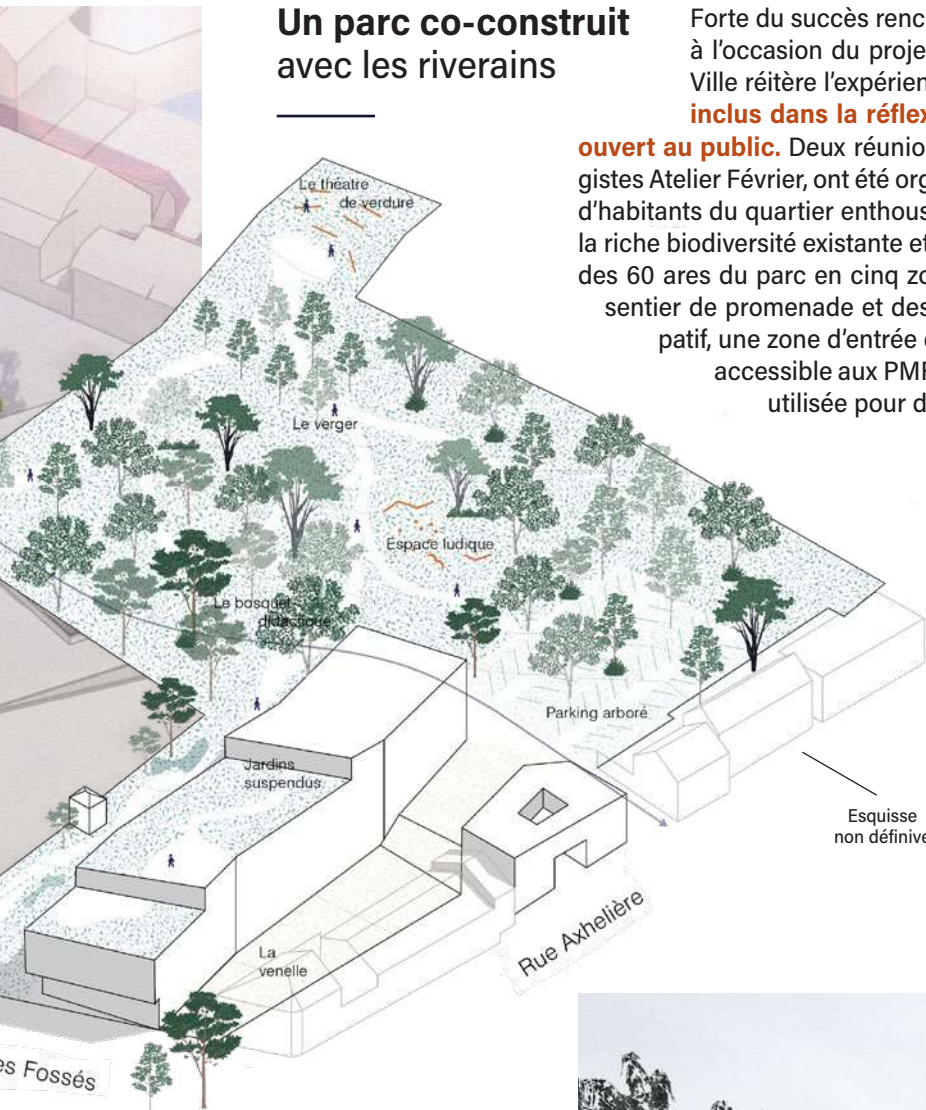 Un parc co-construit
avec les riverains
Forte du succès renc
à l'occasion du proje
Ville réitère l'expérien
inclus dans la réflex
ouvert au public. Deux réunio
gistes Atelier Février, ont été org
d'habitants du quartier enthous
la riche biodiversité existante et
des 60 ares du parc en cinq zo
sentier de promenade et des
patif, une zone d'entrée
accessible aux PMR
utilisée pour d
Le théatre
de verdure
Le verger
Espace ludique
Le bosquet
didactique
Parking arboré
Jardins
suspendus
Esquisse
non définive
La
venelle
Rue Axhelière
es Fossés